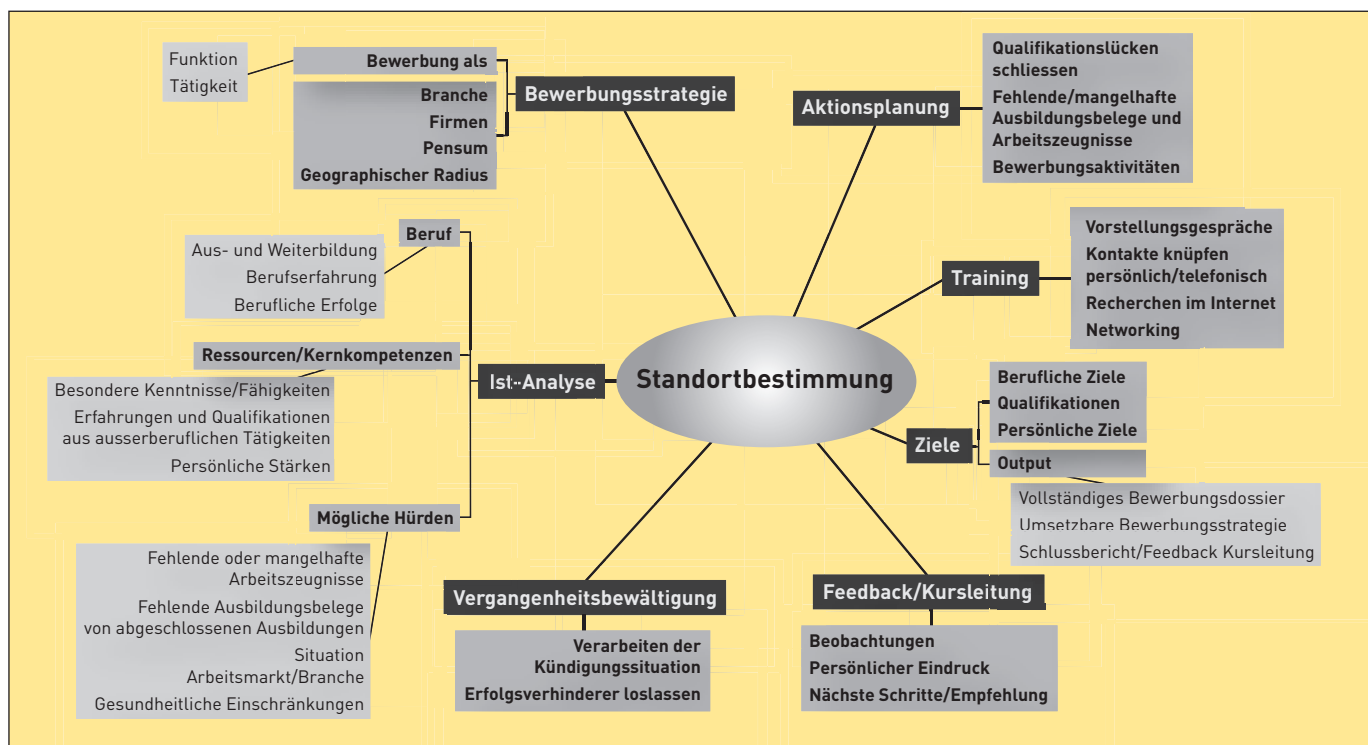 Funktion
Tätigkeit
Bewerbung als
Branche
Firmen
Pensum
Geographischer Radius
Bewerbungsstrategie
Aktionsplanung
Qualifikationslücken
schliessen
Fehlende/mangelhafte
Ausbildungsbelege und
Arbeitszeugnisse
Bewerbungsaktivitäten
Training
Vorstellungsgespräche
Kontakte knüpfen
persönlich/telefonisch
Recherchen im Internet
Networking
Beruf
Aus- und Weiterbildung
Berufserfahrung
Berufliche Erfolge
Ressourcen/Kernkompetenzen
Besondere Kenntnisse/Fähigkeiten
Erfahrungen und Qualifikationen
aus ausserberuflichen Tätigkeiten
Persönliche Stärken
Ist-Analyse
Standortbestimmung
Ziele
Berufliche Ziele
Qualifikationen
Persönliche Ziele
Output
Vollständiges Bewerbungsdossier
Umsetzbare Bewerbungsstrategie
Schlussbericht/Feedback Kursleitung
Mögliche Hürden
Fehlende oder mangelhafte
Arbeitszeugnisse
Fehlende Ausbildungsbelege
von abgeschlossenen Ausbildungen
Situation
Arbeitsmarkt/Branche
Gesundheitliche Einschränkungen
Vergangenheitsbewältigung
Verarbeiten der
Kündigungssituation
Erfolgsverhinderer loslassen
Feedback/Kursleitung
Beobachtungen
Persönlicher Eindruck
Nächste Schritte/Empfehlung